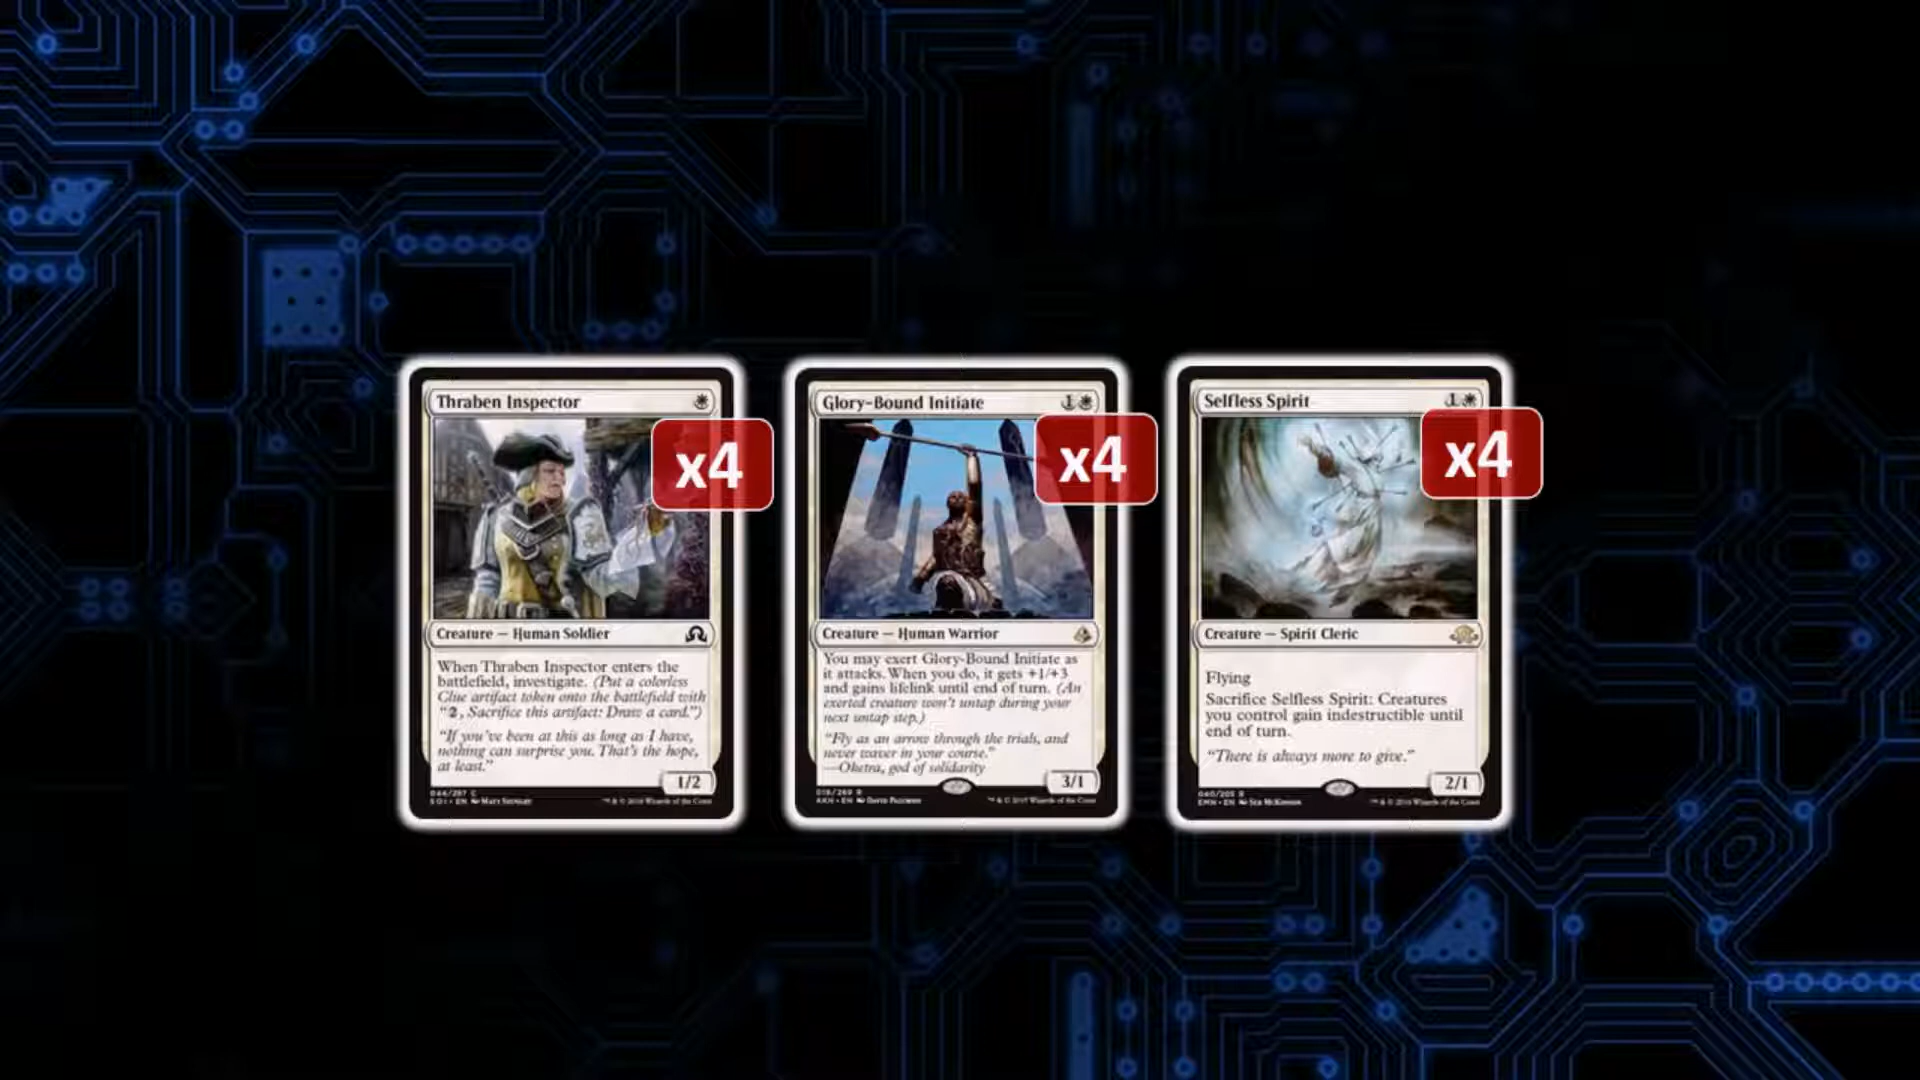 Thraben Inspector
x4
Creature — Human Soldier
When Thraben Inspector enters the
battlefield, investigate. (Put a colorless
Clue artifact token onto the battlefield with
"2, Sacrifice this artifact: Draw a card.")
"If you've been at this as long as I have,
nothing can surprise you. That's the hope,
at least."
1/2
Glory-Bound Initiate
1
x4
Creature — Human Warrior
You may exert Glory-Bound Initiate as
it attacks. When you do, it gets +1/+3
and gains lifelink until end of turn. (An
exerted creature won't untap during your
next untap step.)
"Fly as an arrow through the trials, and
never waver in your course."
—Oketra, god of solidarity
3/1
Selfless Spirit
1
x4
Creature — Spirit Cleric
Flying
Sacrifice Selfless Spirit: Creatures
you control gain indestructible until
end of turn.
"There is always more to give."
2/1